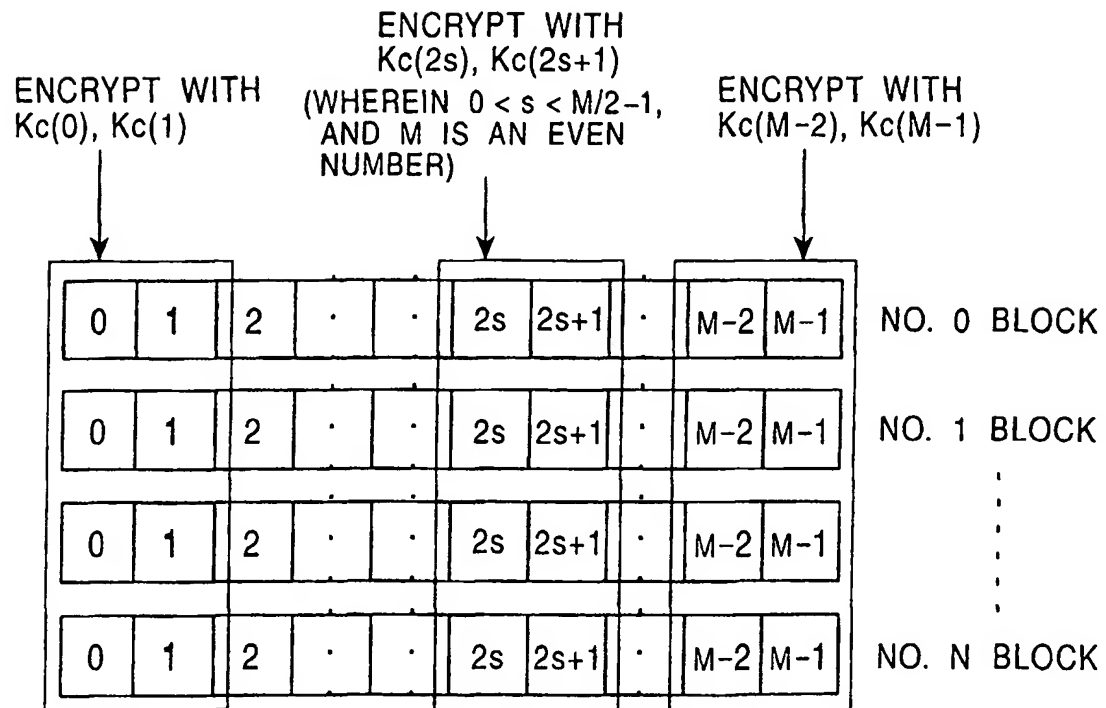 ENCRYPT WITH
Kc(0), Kc(1)
ENCRYPT WITH
Kc(2s), Kc(2s+1)
(WHEREIN 0 < s < M/2-1,
AND M IS AN EVEN
NUMBER)
ENCRYPT WITH
Kc(M-2), Kc(M-1)
0 1 2 · · 2s 2s+1 · M-2 M-1 NO. 0 BLOCK
0 1 2 · · 2s 2s+1 · M-2 M-1 NO. 1 BLOCK
0 1 2 · · 2s 2s+1 · M-2 M-1
0 1 2 · · 2s 2s+1 · M-2 M-1 NO. N BLOCK